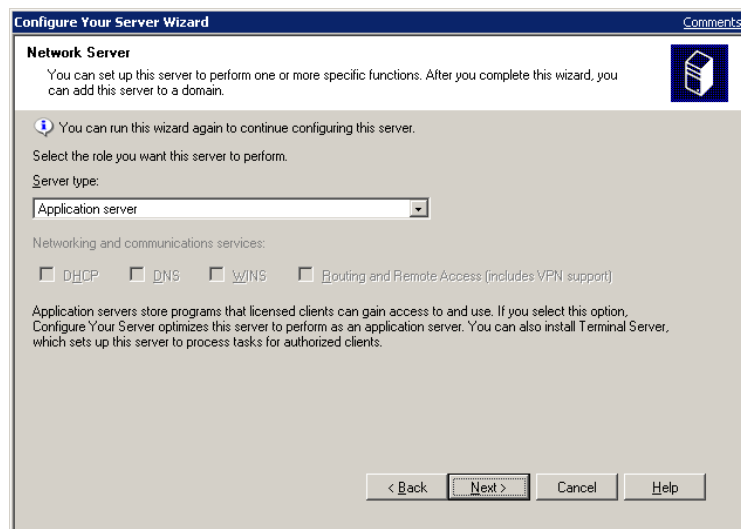 Configure Your Server Wizard
Comments
Network Server
You can set up this server to perform one or more specific functions. After you complete this wizard, you
can add this server to a domain.
You can run this wizard again to continue configuring this server.
Select the role you want this server to perform.
Server type:
Application server
Networking and communications services:
DHCP DNS WINS Routing and Remote Access (includes VPN support)
Application servers store programs that licensed clients can gain access to and use. If you select this option,
Configure Your Server optimizes this server to perform as an application server. You can also install Terminal Server,
which sets up this server to process tasks for authorized clients.
< Back Next > Cancel Help